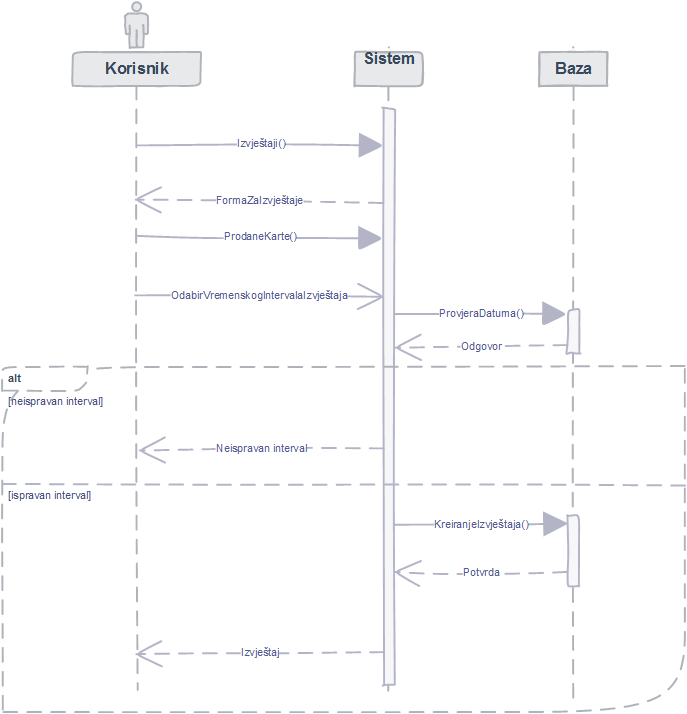 Korisnik
Sistem
Baza
Izvještaji()
FormaZaIzvještaje
ProdaneKarte()
OdabirVremenskogIntervalaIzvještaja
ProvjeraDatuma()
Odgovor
alt
[neispravan interval]
Neispravan interval
[ispravan interval]
KreiranjeIzvještaja()
Potvrda
Izvještaj